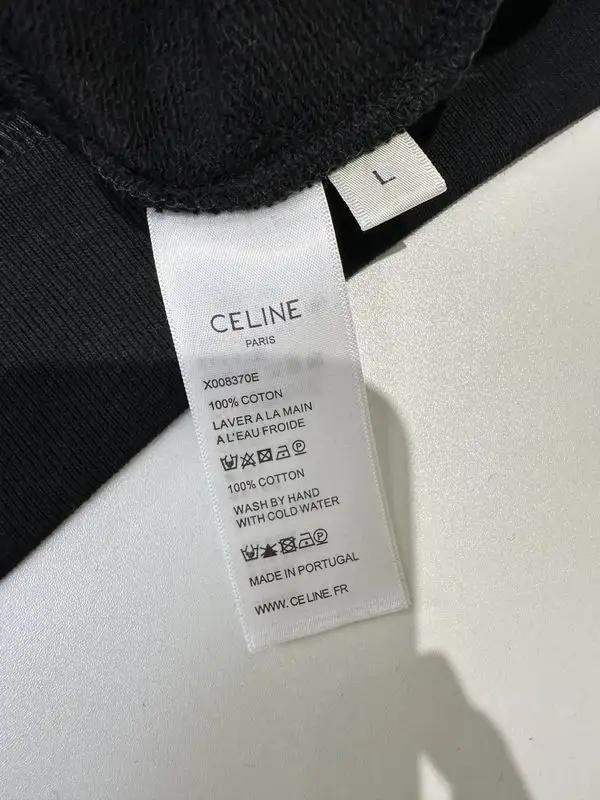 L
CELINE
PARIS
X008370E
100% COTON
LAVER A LA MAIN
A L'EAU FROIDE
100% COTTON
WASH BY HAND
WITH COLD WATER
MADE IN PORTUGAL
WWW.CELINE.FR